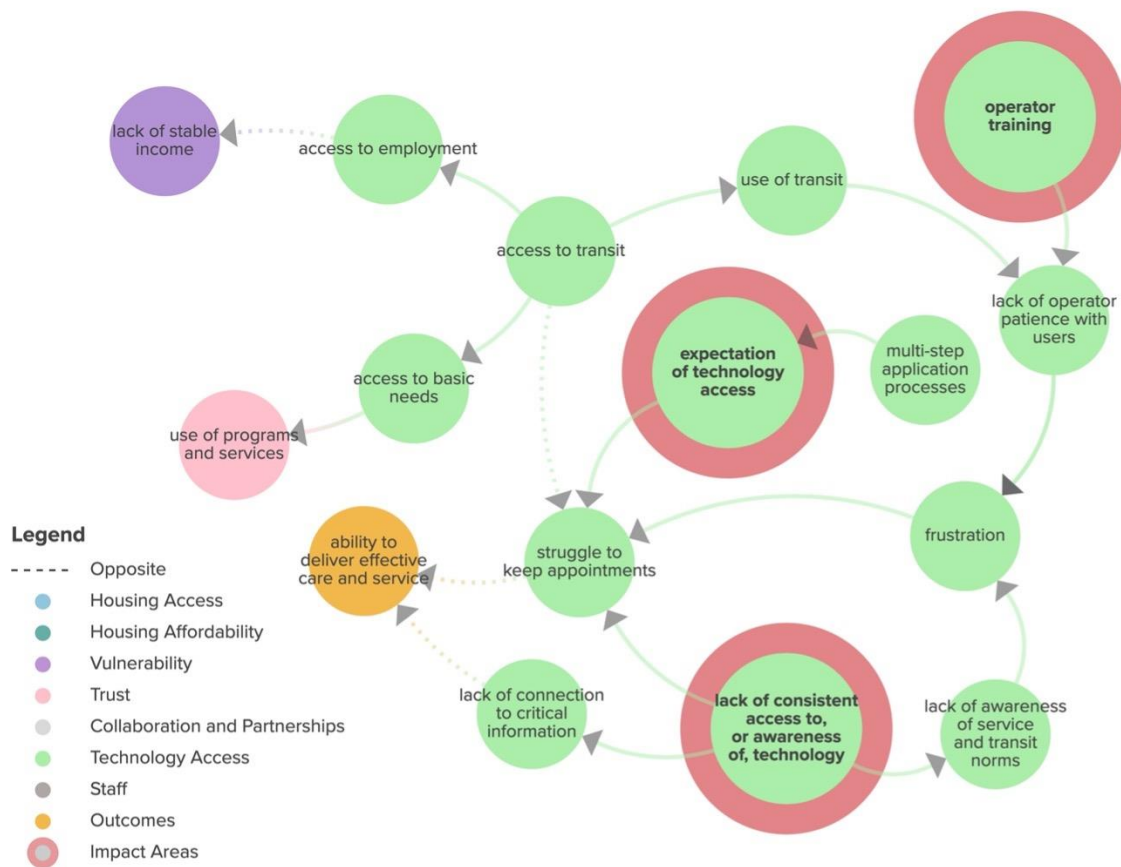 operator
training
lack of stable
income
access to employment
use of transit
access to transit
lack of operator
patience with
users
expectation
of technology
access
multi-step
application
processes
access to basic
needs
use of programs
and services
frustration
ability to
deliver effective
care and service
struggle to
keep appointments
lack of connection
to critical
information
lack of consistent
access to,
or awareness
of, technology
lack of awareness
of service
and transit
norms
Legend
Opposite
Housing Access
Housing Affordability
Vulnerability
Trust
Collaboration and Partnerships
Technology Access
Staff
Outcomes
Impact Areas